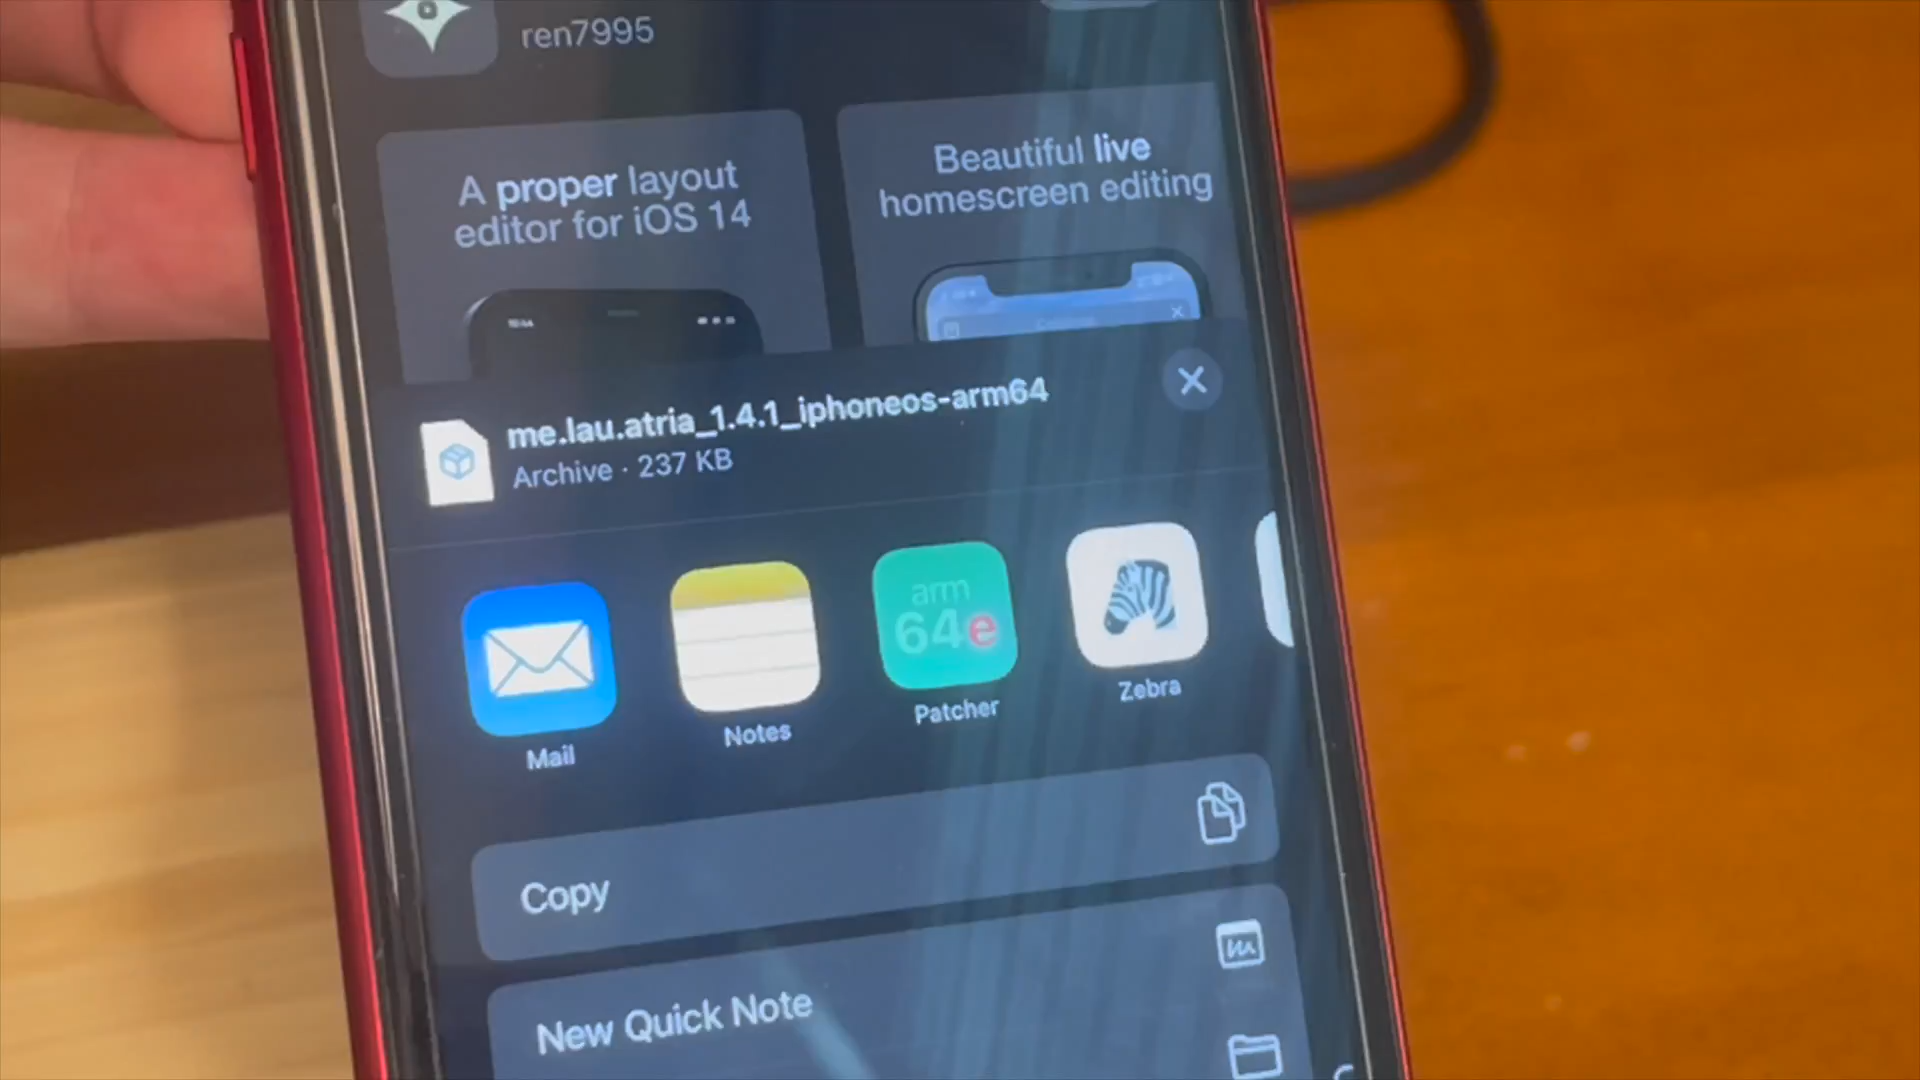 ren7995
A proper layout
editor for iOS 14
Beautiful live
homescreen editing
me.lau.atria_1.4.1_iphoneos-arm64
Archive · 237 KB
arm
64e
Mail
Notes
Patcher
Zebra
Copy
New Quick Note